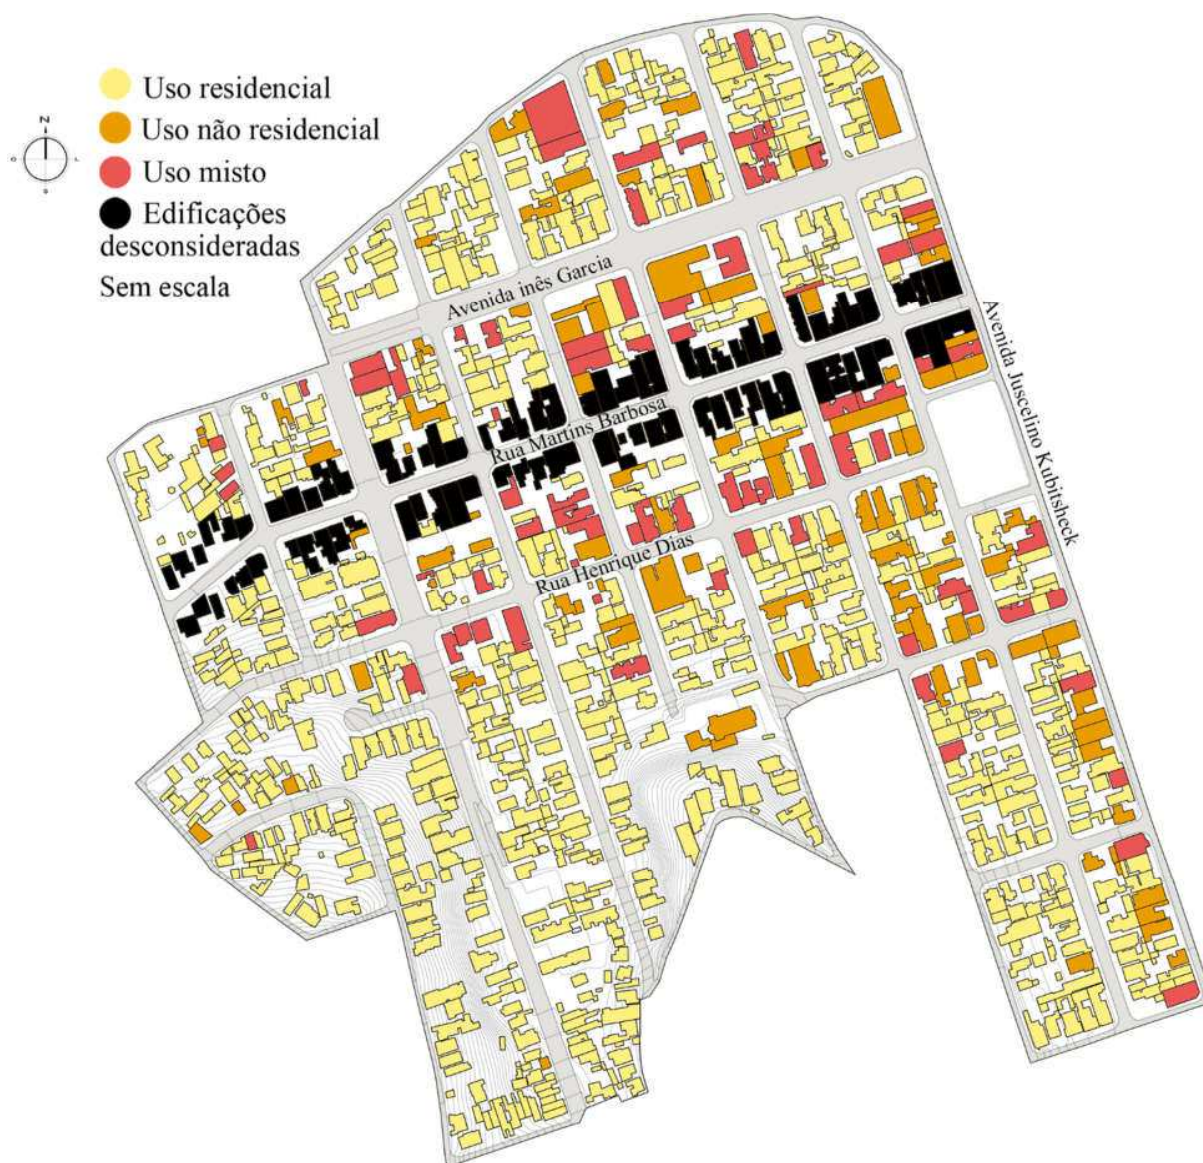 Uso residencial
Uso não residencial
N
Uso misto
Edificações
desconsideradas
Sem escala
Avenida inês Garcia
Rua Martins Barbosa
Avenida Juscelino Kubitsheck
Rua Henrique Dias